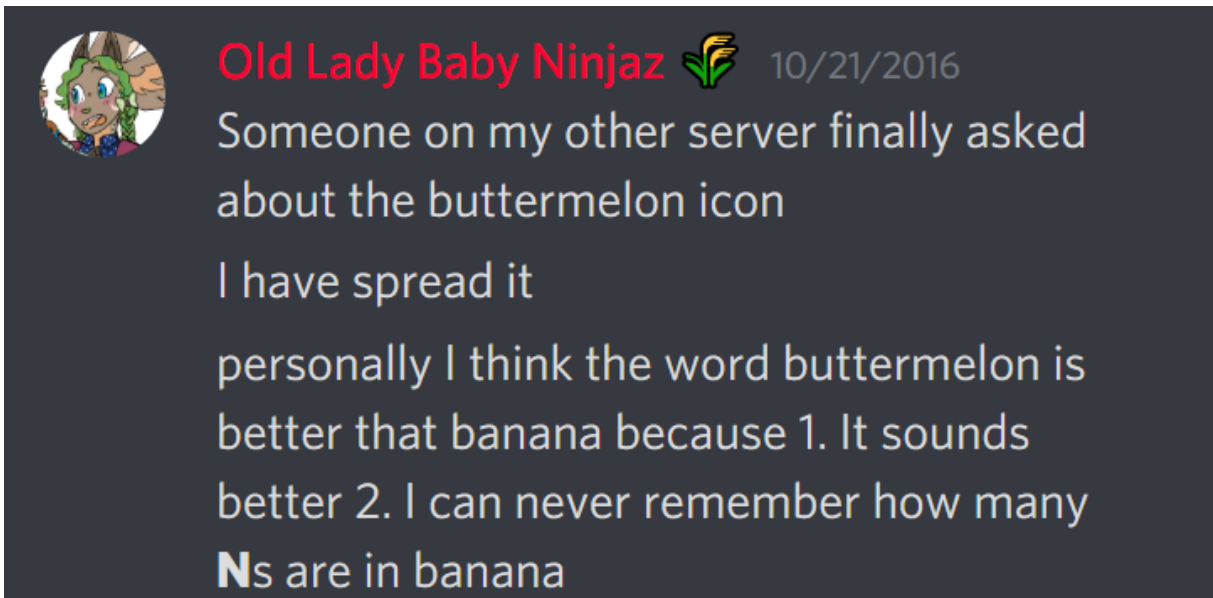 Old Lady Baby Ninjaz 10/21/2016
Someone on my other server finally asked
about the buttermelon icon
I have spread it
personally I think the word buttermelon is
better that banana because 1. It sounds
better 2. I can never remember how many
Ns are in banana